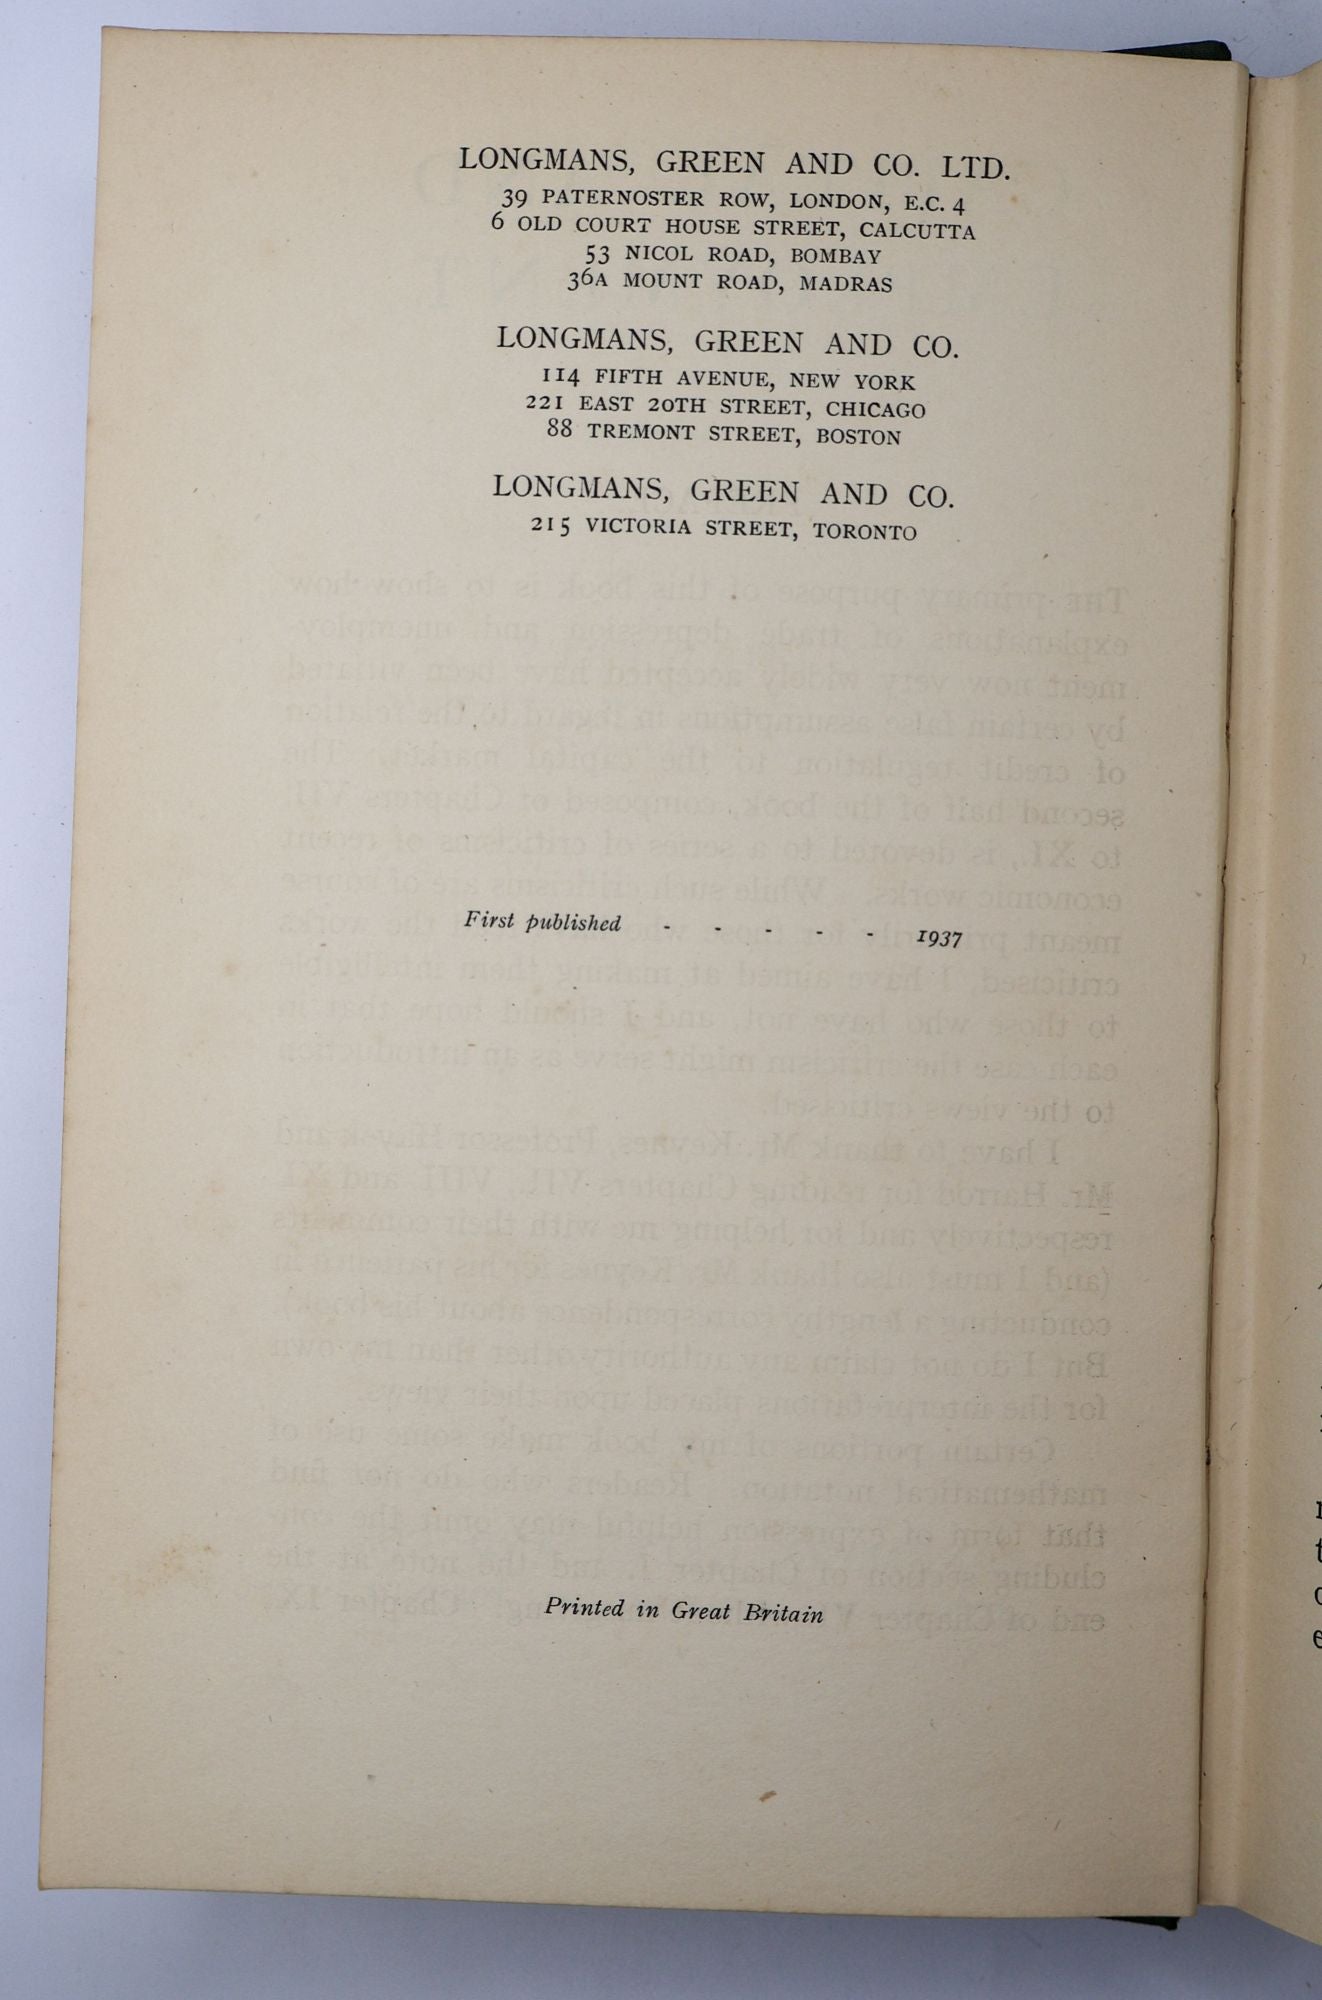 LONGMANS, GREEN AND CO. LTD.
39 PATERNOSTER ROW, LONDON, E.C. 4
6 OLD COURT HOUSE STREET, CALCUTTA
53 NICOL ROAD, BOMBAY
36A MOUNT ROAD, MADRAS
LONGMANS, GREEN AND CO.
114 FIFTH AVENUE, NEW YORK
221 EAST 20TH STREET, CHICAGO
88 TREMONT STREET, BOSTON
LONGMANS, GREEN AND CO.
215 VICTORIA STREET, TORONTO
First published - - - - - 1937
Printed in Great Britain